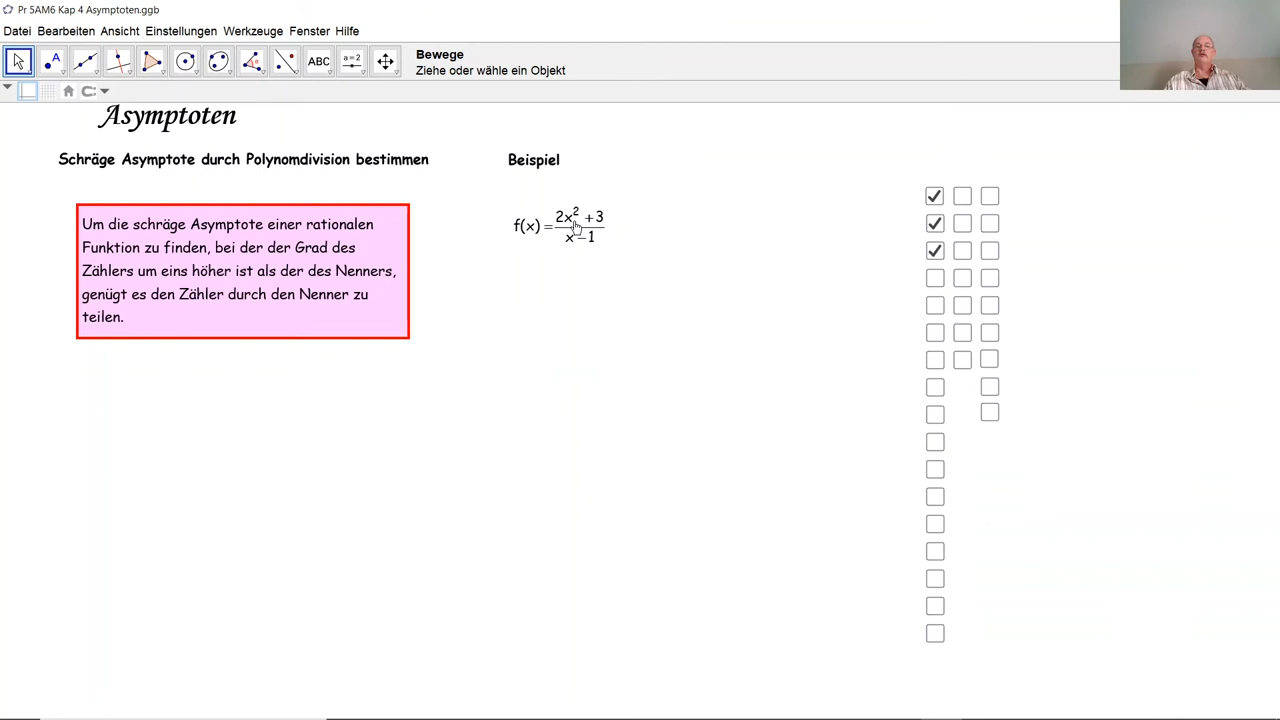 Pr 5AM6 Kap 4 Asymptoten.ggb
Datei Bearbeiten Ansicht Einstellungen Werkzeuge Fenster Hilfe
A ABC a=2
Bewege
Ziehe oder wähle ein Objekt
Asymptoten
Schräge Asymptote durch Polynomdivision bestimmen
Beispiel
Um die schräge Asymptote einer rationalen
Funktion zu finden, bei der der Grad des
Zählers um eins höher ist als der des Nenners,
genügt es den Zähler durch den Nenner zu
teilen.
f(x) = (2x² + 3)/(x − 1)